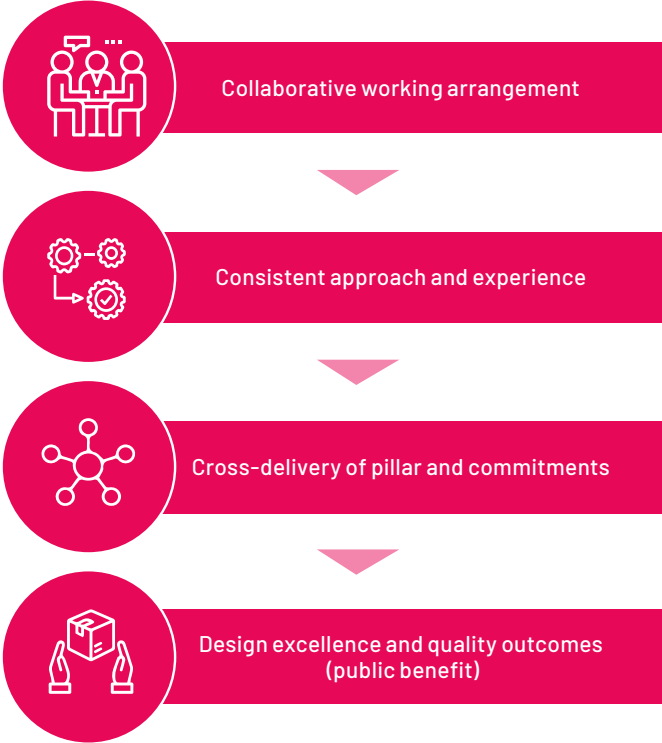 Collaborative working arrangement
Consistent approach and experience
Cross-delivery of pillar and commitments
Design excellence and quality outcomes
(public benefit)